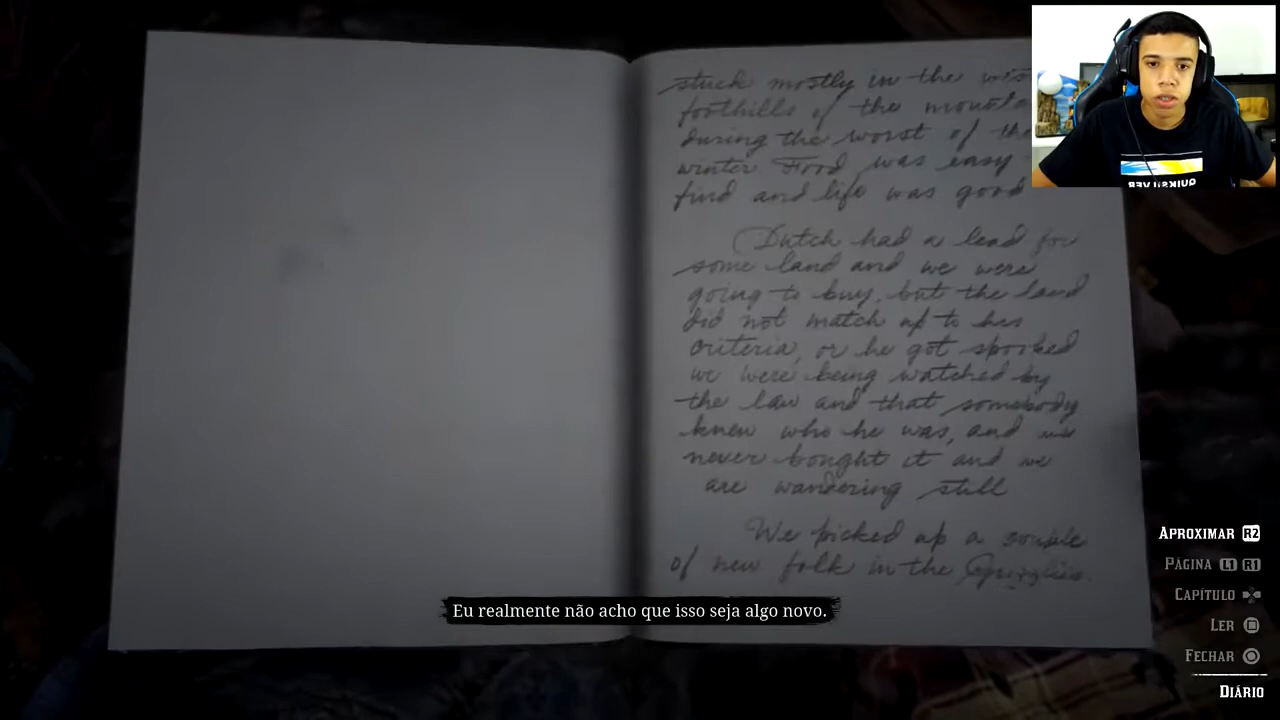 stuck mostly in the
foothills of the
during the worst of
winter Food was easy
find and life was good
Dutch had a lead for
some land and we were
going to buy, but the land
did not match up to his
criteria, or he got spooked
we were being watched by
the law and that somebody
knew who he was, and we
never bought it and we
are wandering still
We picked up a couple
of new folk in the Grizzlies
Eu realmente não acho que isso seja algo novo.
QUIKSILVER
APROXIMAR R2
PÁGINA L1 R1
CAPÍTULO
LER
FECHAR
DIÁRIO